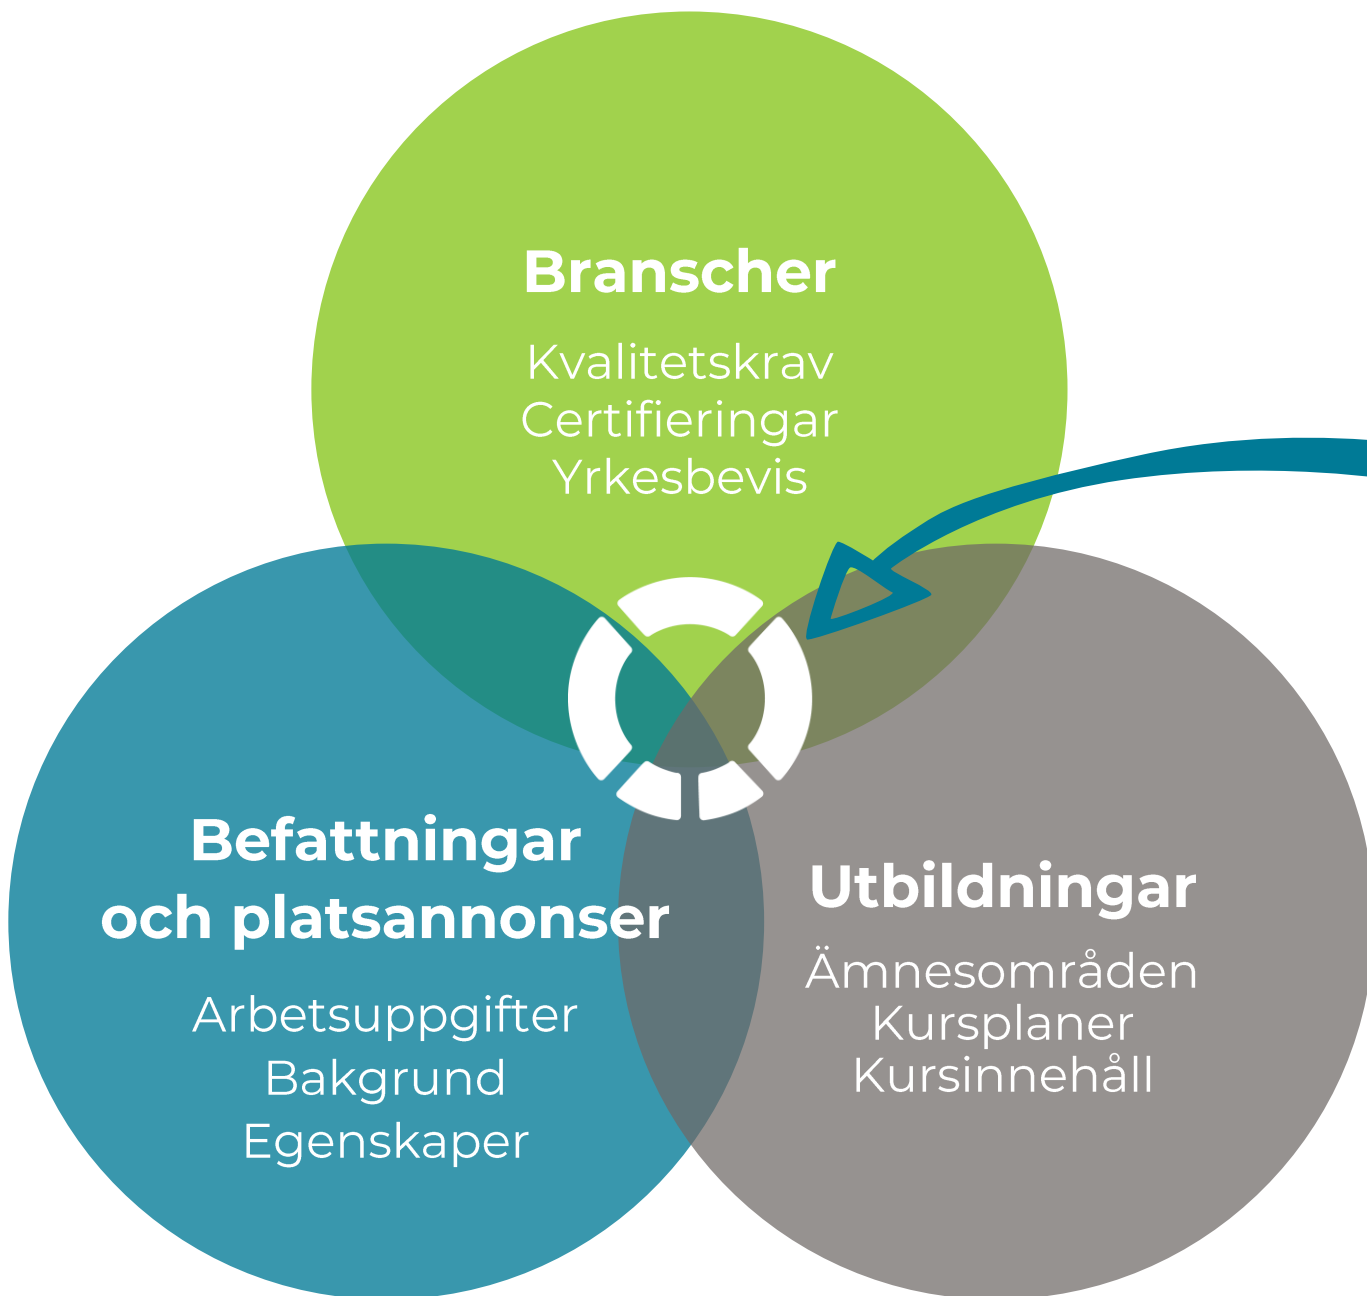 Branscher
Kvalitetskrav
Certifieringar
Yrkesbevis
Befattningar
och platsannonser
Arbetsuppgifter
Bakgrund
Egenskaper
Utbildningar
Ämnesområden
Kursplaner
Kursinnehåll